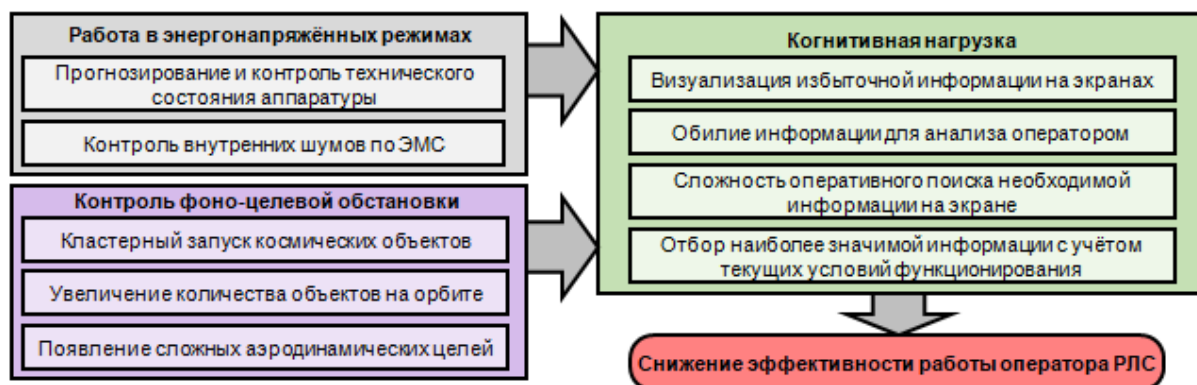 Работа в энергонапряжённых режимах
Прогнозирование и контроль технического
состояния аппаратуры
Контроль внутренних шумов по ЭМС
Контроль фоно-целевой обстановки
Кластерный запуск космических объектов
Увеличение количества объектов на орбите
Появление сложных аэродинамических целей
Когнитивная нагрузка
Визуализация избыточной информации на экранах
Обилие информации для анализа оператором
Сложность оперативного поиска необходимой
информации на экране
Отбор наиболее значимой информации с учётом
текущих условий функционирования
Снижение эффективности работы оператора РЛС